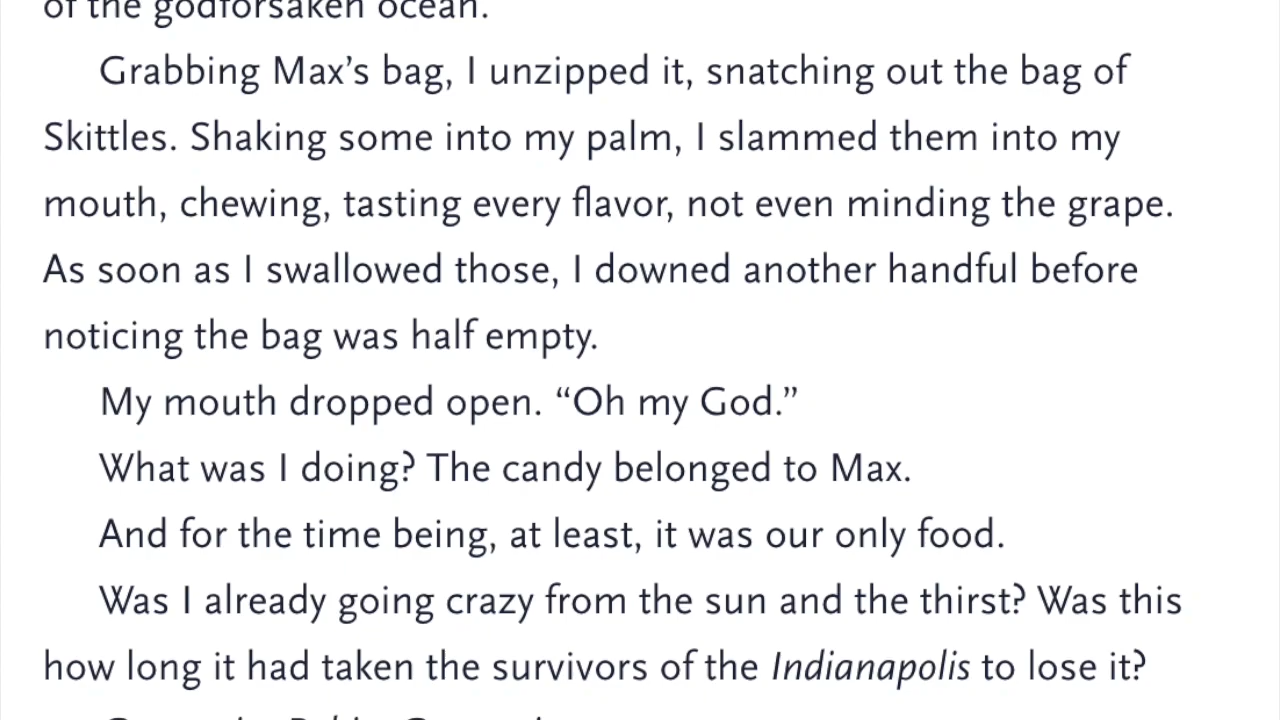 of the godforsaken ocean.
Grabbing Max’s bag, I unzipped it, snatching out the bag of
Skittles. Shaking some into my palm, I slammed them into my
mouth, chewing, tasting every flavor, not even minding the grape.
As soon as I swallowed those, I downed another handful before
noticing the bag was half empty.
My mouth dropped open. “Oh my God.”
What was I doing? The candy belonged to Max.
And for the time being, at least, it was our only food.
Was I already going crazy from the sun and the thirst? Was this
how long it had taken the survivors of the Indianapolis to lose it?